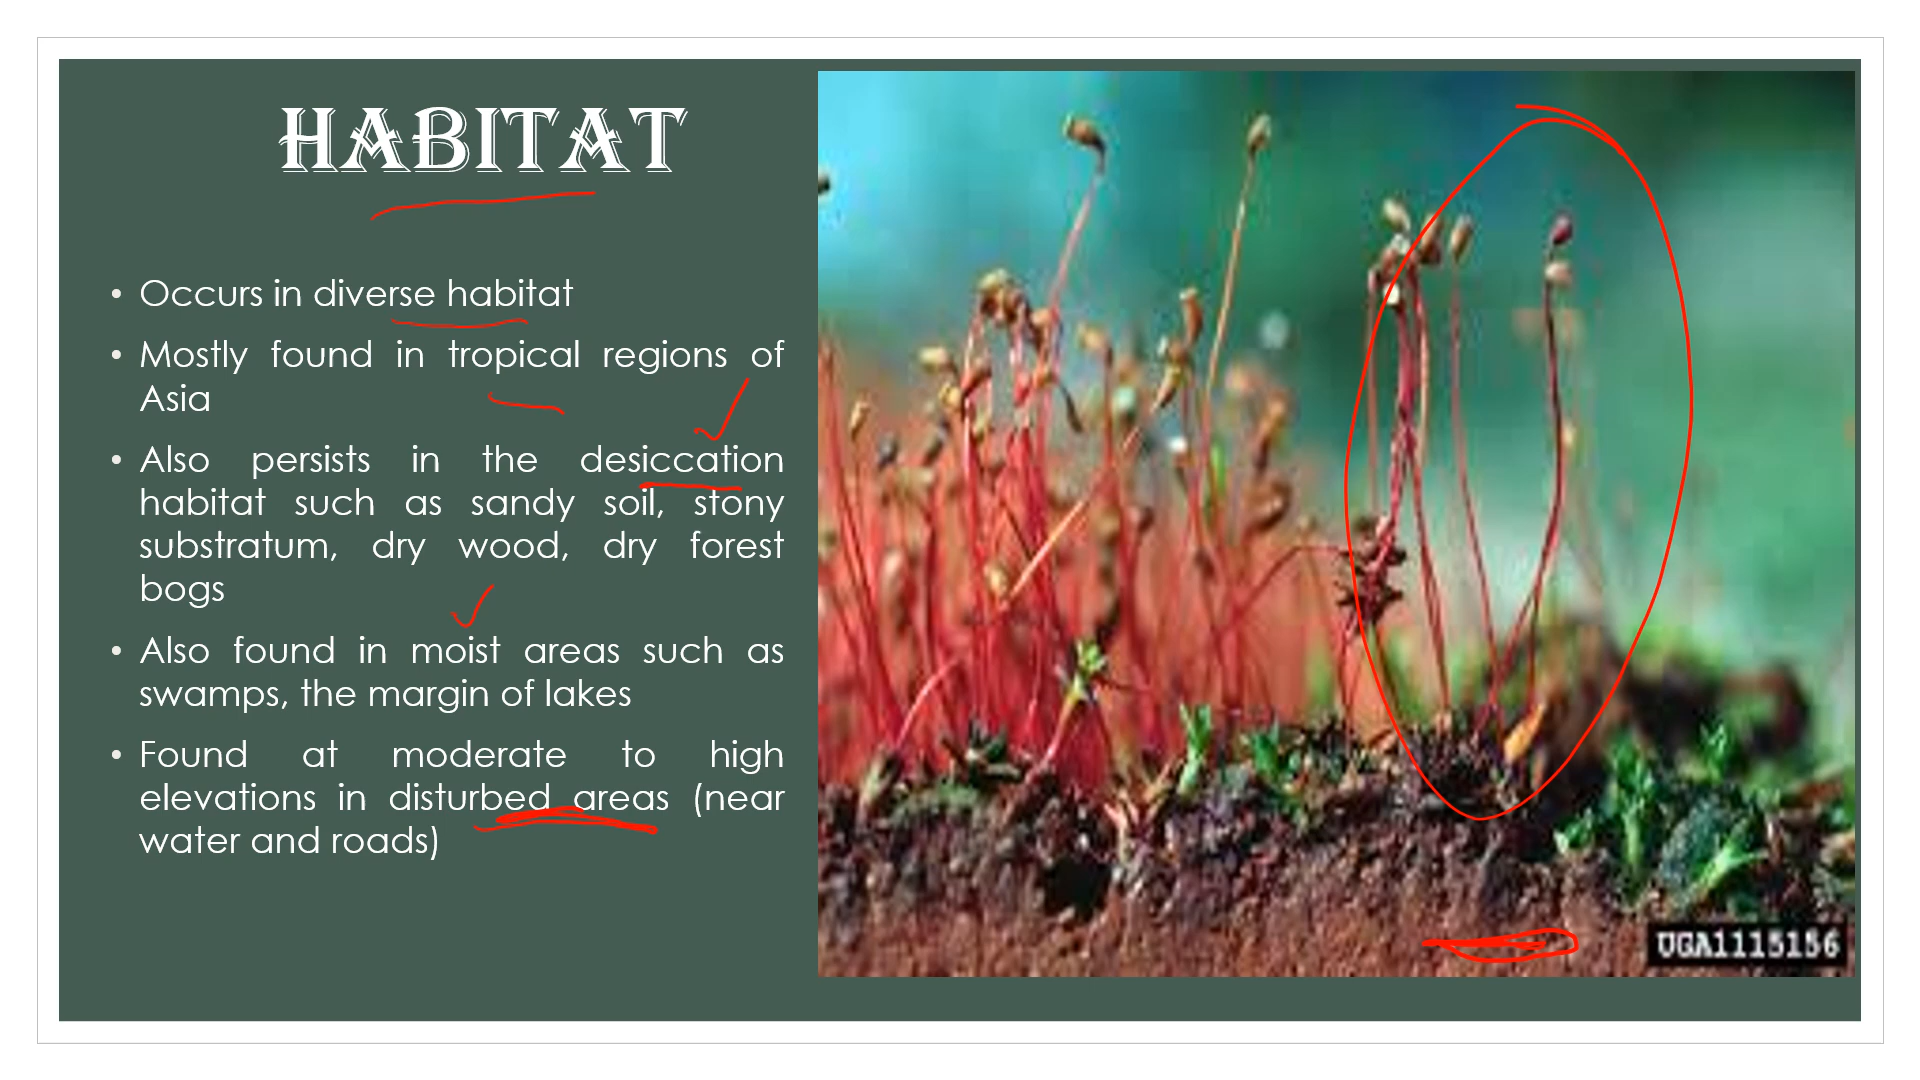 HABITAT
• Occurs in diverse habitat
• Mostly found in tropical regions of
Asia
• Also persists in the desiccation
habitat such as sandy soil, stony
substratum, dry wood, dry forest
bogs
• Also found in moist areas such as
swamps, the margin of lakes
• Found at moderate to high
elevations in disturbed areas (near
water and roads)
UGA1115156